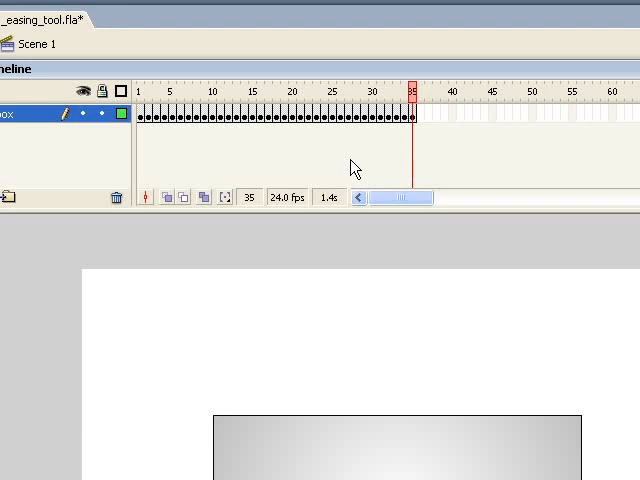 _easing_tool.fla*
Scene 1
neline
1 5 10 15 20 25 30 35 40 45 50 55 60
box
35 24.0 fps 1.4s